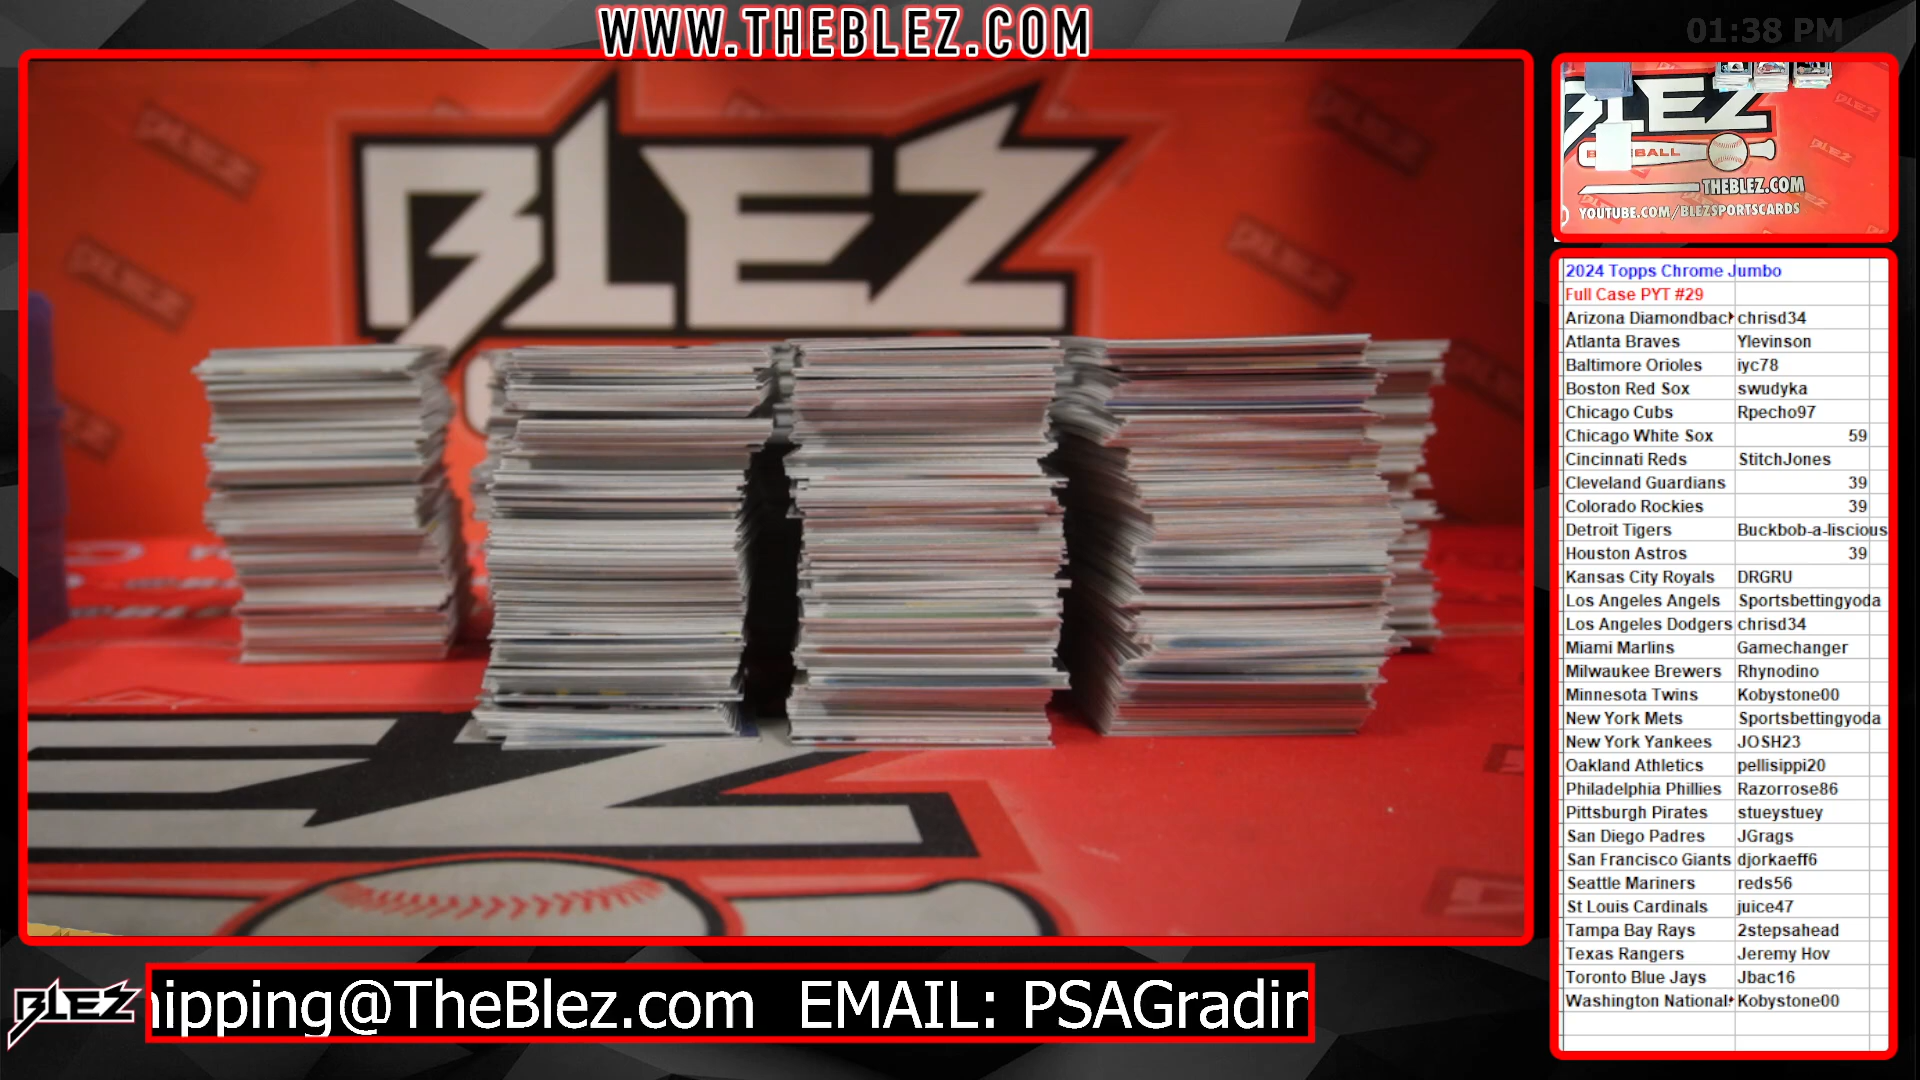 WWW.THEBLEZ.COM
01:38 PM
BLEZ
BLEZ
THEBLEZ.COM
YOUTUBE.COM/BLEZSPORTSCARDS
2024 Topps Chrome Jumbo
Full Case PYT #29
Arizona Diamondback chrisd34
Atlanta Braves Ylevinson
Baltimore Orioles iyc78
Boston Red Sox swudyka
Chicago Cubs Rpecho97
Chicago White Sox 59
Cincinnati Reds StitchJones
Cleveland Guardians 39
Colorado Rockies 39
Detroit Tigers Buckbob-a-liscious
Houston Astros 39
Kansas City Royals DRGRU
Los Angeles Angels Sportsbettingyoda
Los Angeles Dodgers chrisd34
Miami Marlins Gamechanger
Milwaukee Brewers Rhynodino
Minnesota Twins Kobystone00
New York Mets Sportsbettingyoda
New York Yankees JOSH23
Oakland Athletics pellisippi20
Philadelphia Phillies Razorrose86
Pittsburgh Pirates stueystuey
San Diego Padres JGrags
San Francisco Giants djorkaeff6
Seattle Mariners reds56
St Louis Cardinals juice47
Tampa Bay Rays 2stepsahead
Texas Rangers Jeremy Hov
Toronto Blue Jays Jbac16
Washington National Kobystone00
BLEZ
hipping@TheBlez.com EMAIL: PSAGradin